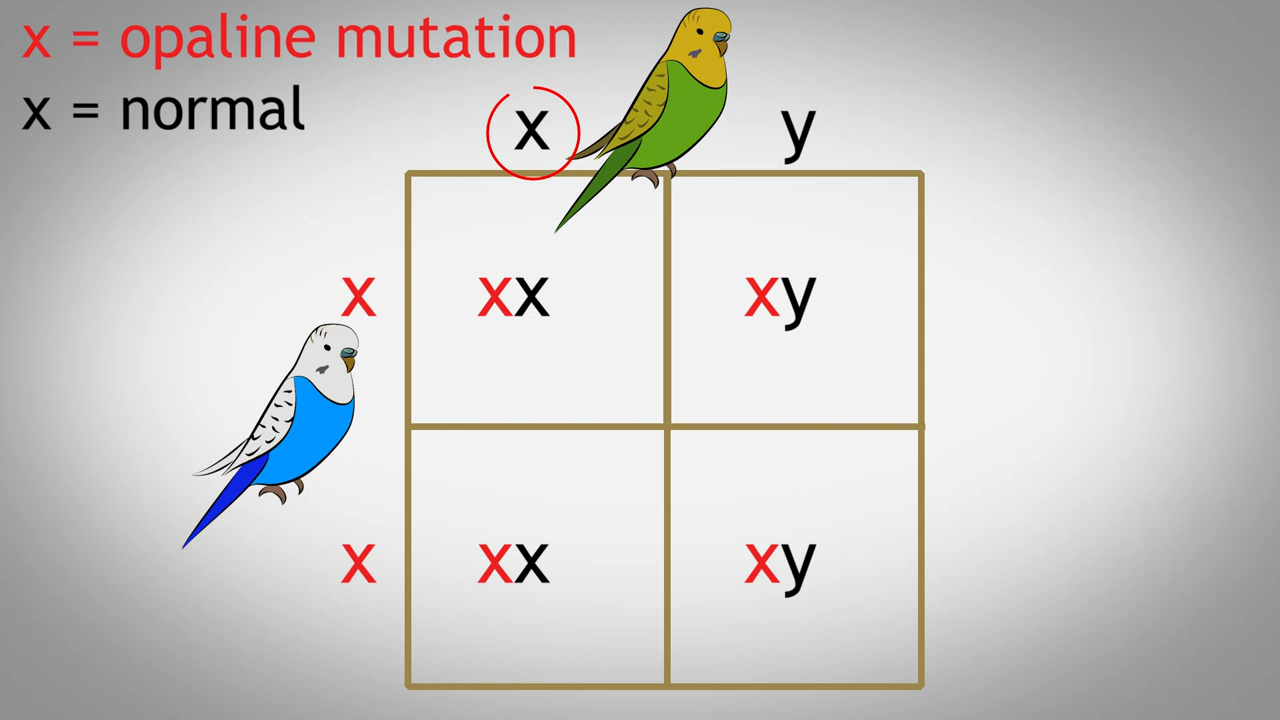 x = opaline mutation
x = normal
x y
x xx xy
x xx xy